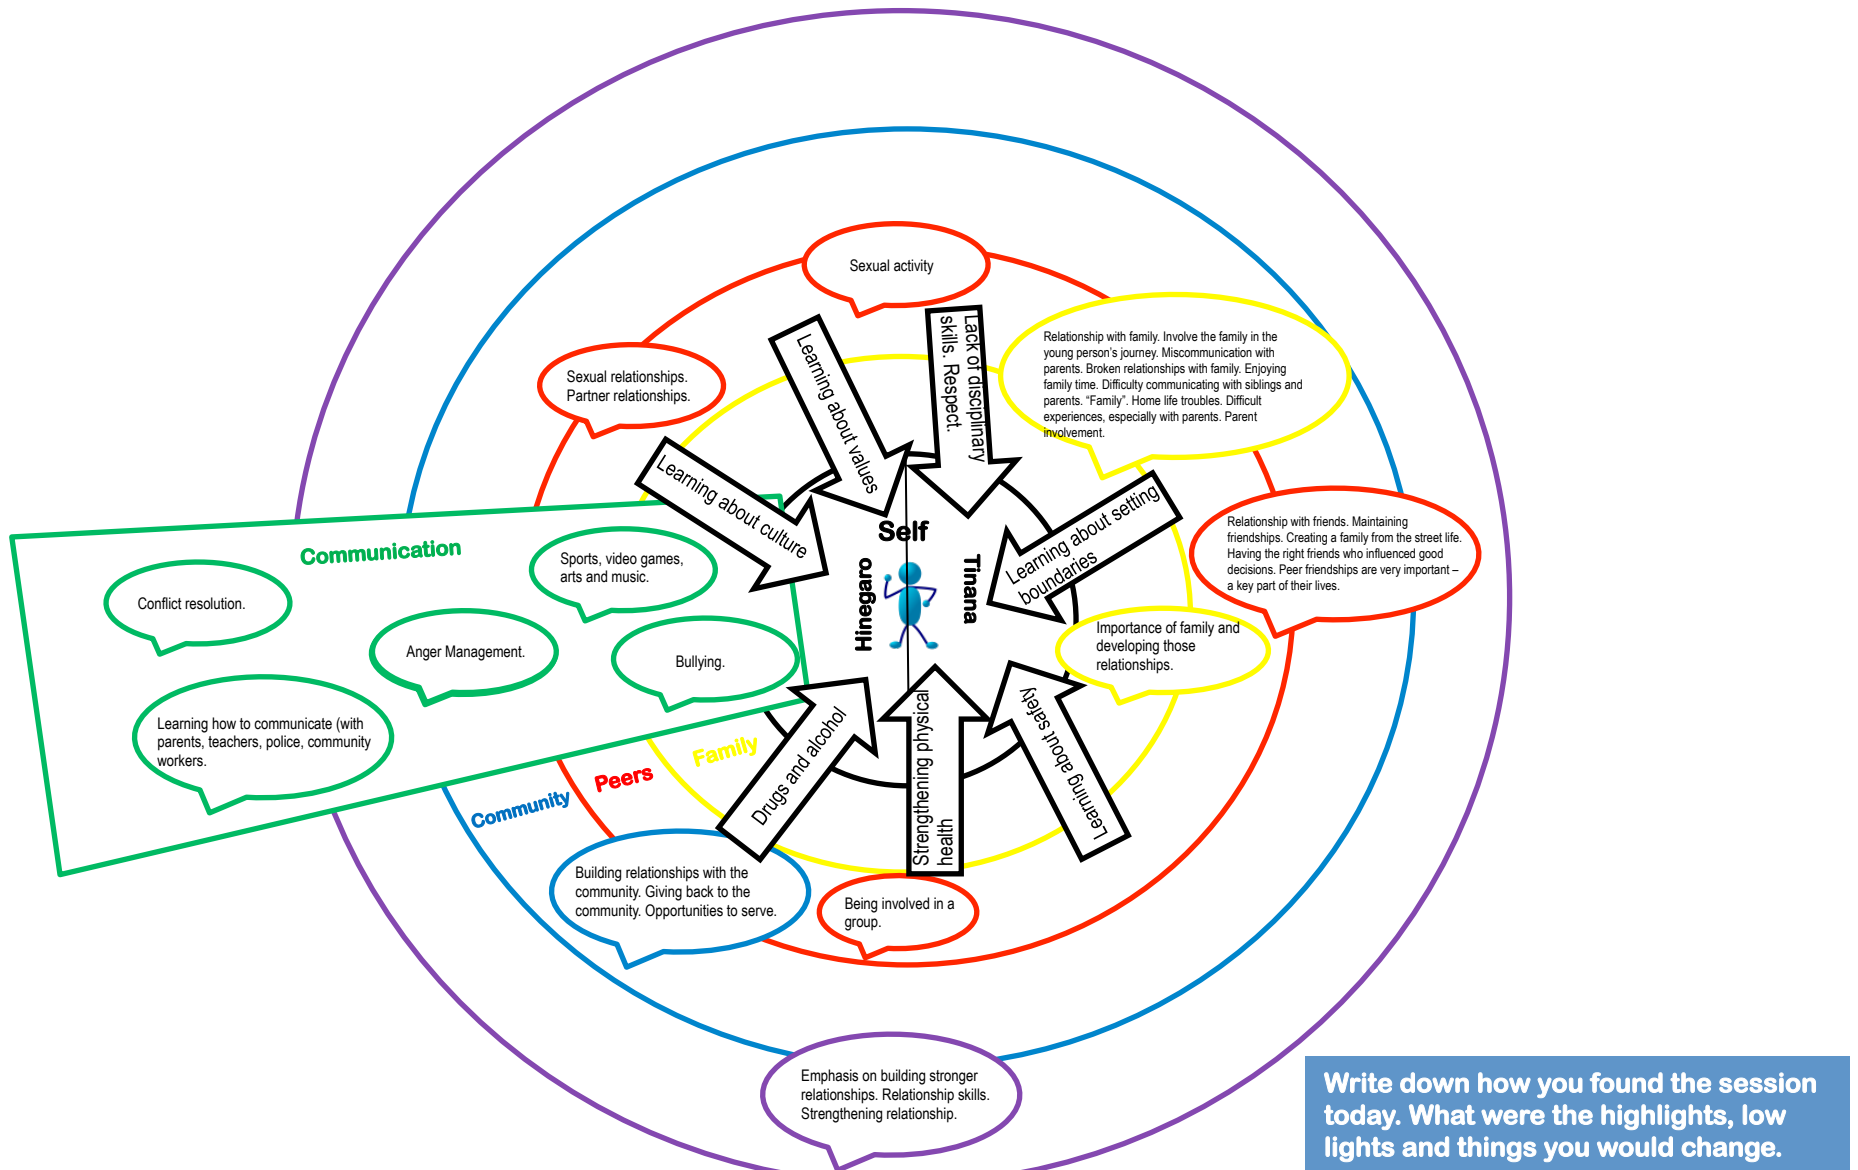 Sexual activity
Sexual relationships.
Partner relationships.
Learning about values
Lack of disciplinary
skills. Respect.
Relationship with family. Involve the family in the
young person's journey. Miscommunication with
parents. Broken relationships with family. Enjoying
family time. Difficulty communicating with siblings and
parents. “Family”. Home life troubles. Difficult
experiences, especially with parents. Parent
involvement.
Learning about culture
Learning about setting
boundaries
Relationship with friends. Maintaining
friendships. Creating a family from the street life.
Having the right friends who influenced good
decisions. Peer friendships are very important –
a key part of their lives.
Communication
Conflict resolution.
Sports, video games,
arts and music.
Anger Management.
Bullying.
Learning how to communicate (with
parents, teachers, police, community
workers.
Self
Hinegaro
Tinana
Importance of family and
developing those
relationships.
Family
Peers
Community
Drugs and alcohol
Strengthening physical
health
Learning about safety
Building relationships with the
community. Giving back to the
community. Opportunities to serve.
Being involved in a
group.
Emphasis on building stronger
relationships. Relationship skills.
Strengthening relationship.
Write down how you found the session
today. What were the highlights, low
lights and things you would change.